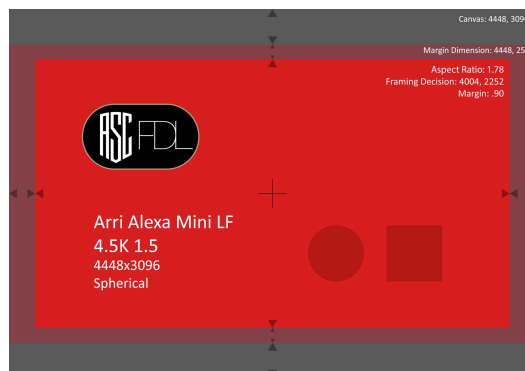 Canvas: 4448, 3096
Margin Dimension: 4448, 25
Aspect Ratio: 1.78
Framing Decision: 4004, 2252
Margin: .90
ASC FDL
Arri Alexa Mini LF
4.5K 1.5
4448x3096
Spherical